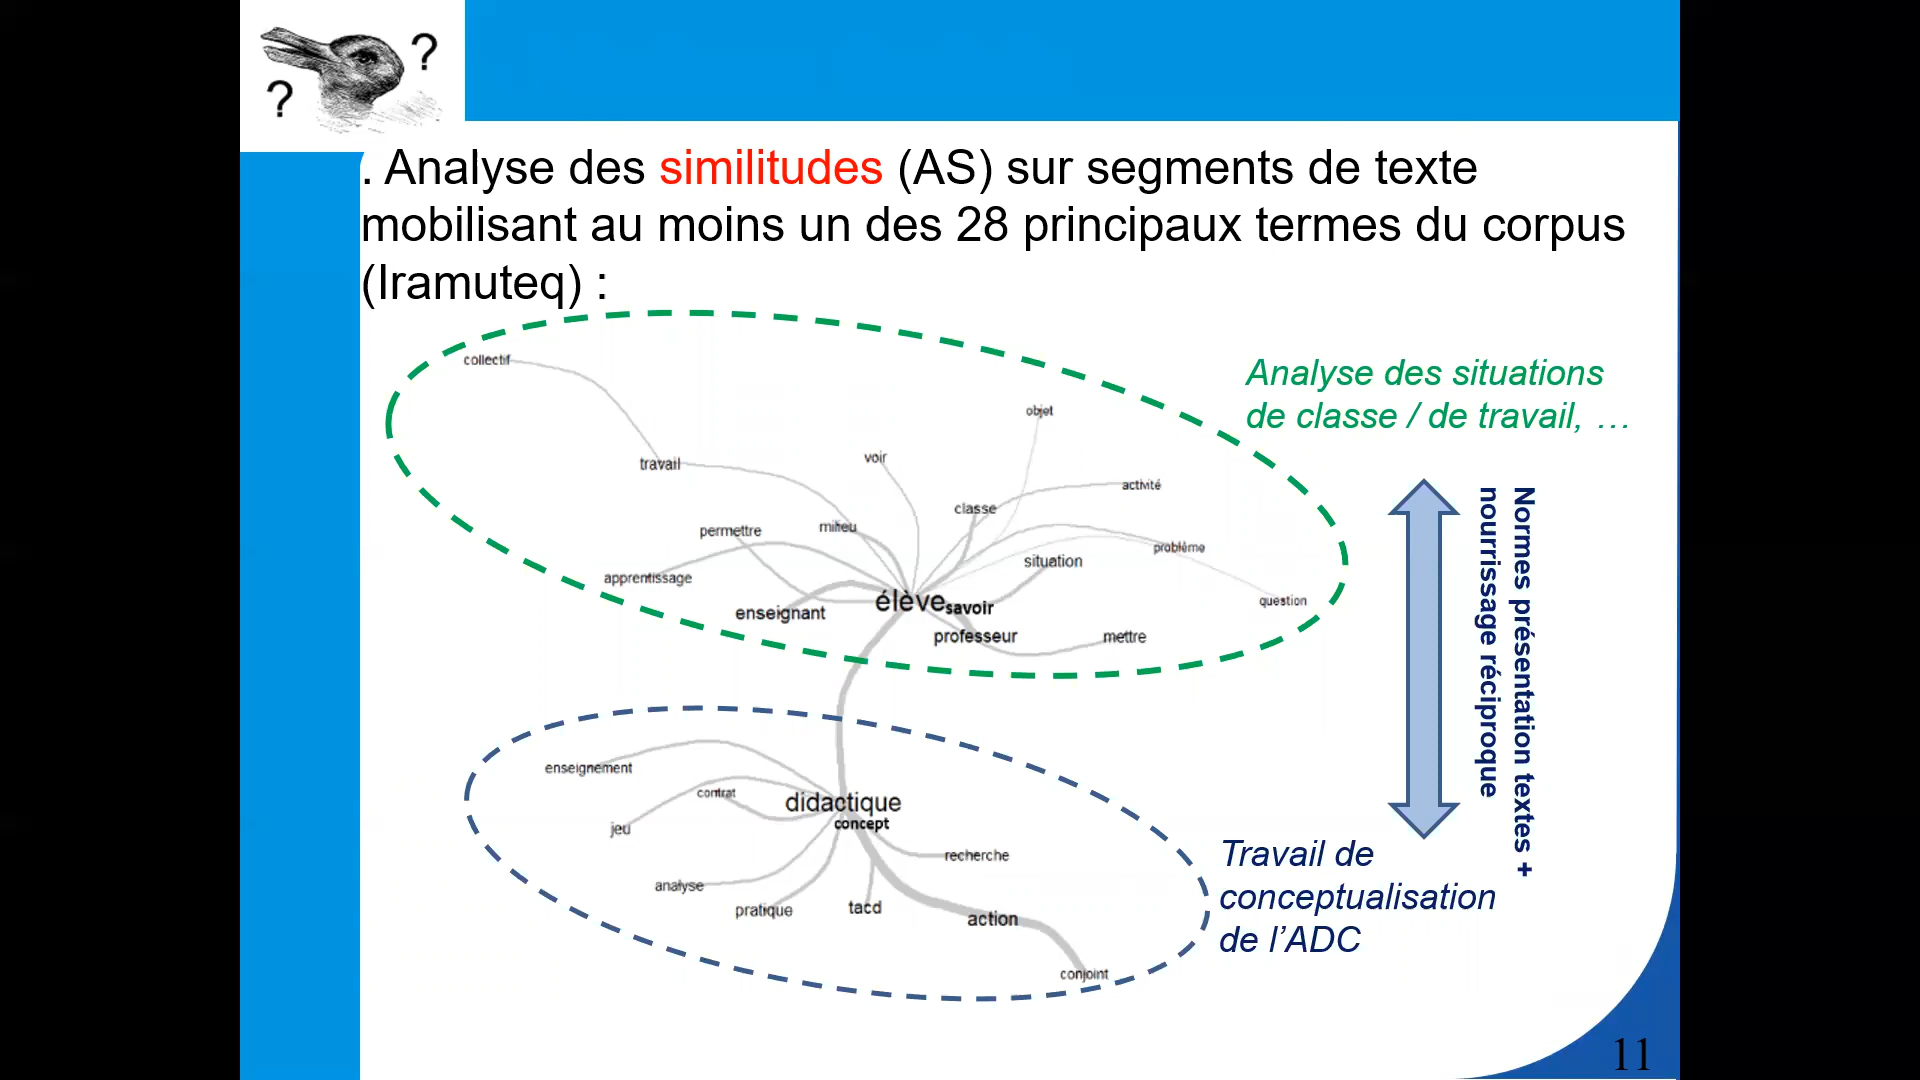 ?
?
. Analyse des similitudes (AS) sur segments de texte
mobilisant au moins un des 28 principaux termes du corpus
(Iramuteq) :
collectif
objet
travail
voir
activité
classe
permettre
milieu
problème
situation
apprentissage
question
élève
savoir
enseignant
professeur
mettre
Analyse des situations
de classe / de travail, …
Normes présentation textes +
nourrissage réciproque
enseignement
contrat
didactique
concept
jeu
recherche
analyse
pratique
tacd
action
conjoint
Travail de
conceptualisation
de l’ADC
11